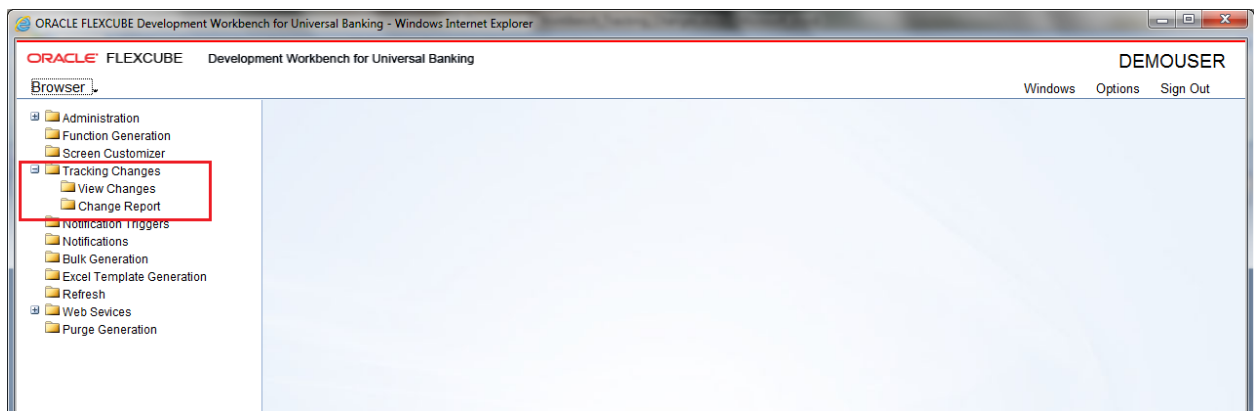 ORACLE FLEXCUBE Development Workbench for Universal Banking - Windows Internet Explorer
ORACLE FLEXCUBE Development Workbench for Universal Banking DEMOUSER
Browser Windows Options Sign Out
Administration
Function Generation
Screen Customizer
Tracking Changes
View Changes
Change Report
Notification Triggers
Notifications
Bulk Generation
Excel Template Generation
Refresh
Web Sevices
Purge Generation